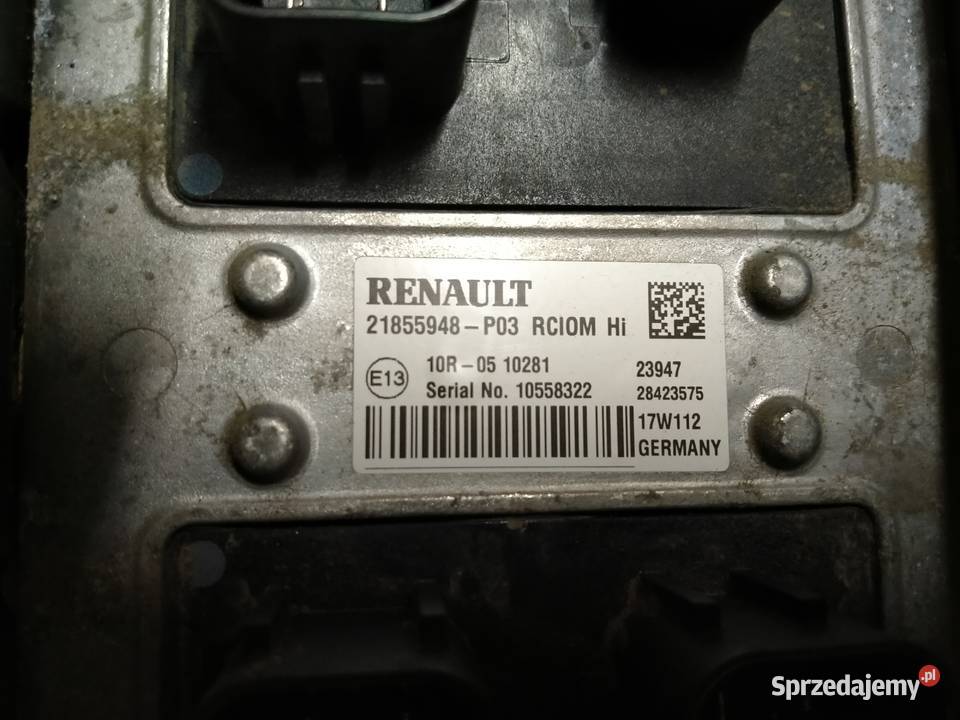 RENAULT
21855948-P03 RCIOM Hi
E13
10R-05 10281
23947
Serial No. 10558322
28423575
17W112
GERMANY
Sprzedajemy.pl